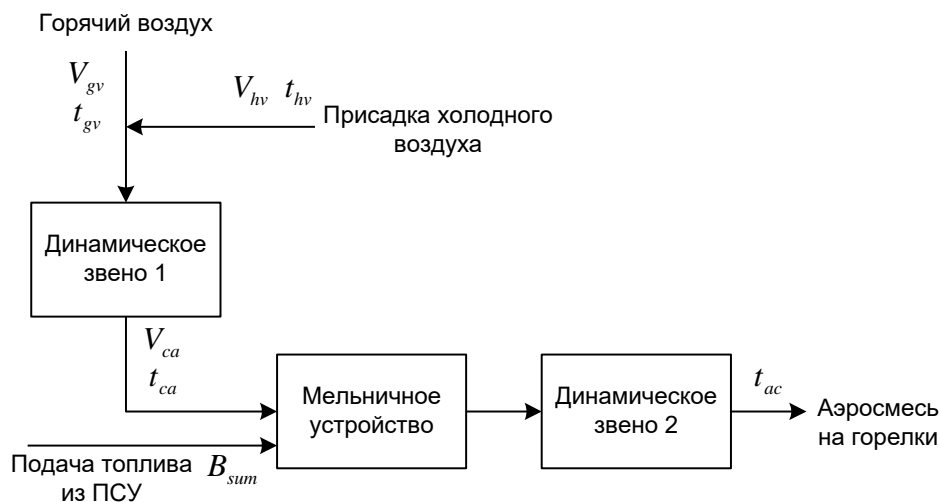 Горячий воздух
V_gv
t_gv
V_hv t_hv
Присадка холодного
воздуха
Динамическое
звено 1
V_ca
t_ca
Мельничное
устройство
Динамическое
звено 2
t_ac
Аэросмесь
на горелки
Подача топлива
из ПСУ
B_sum